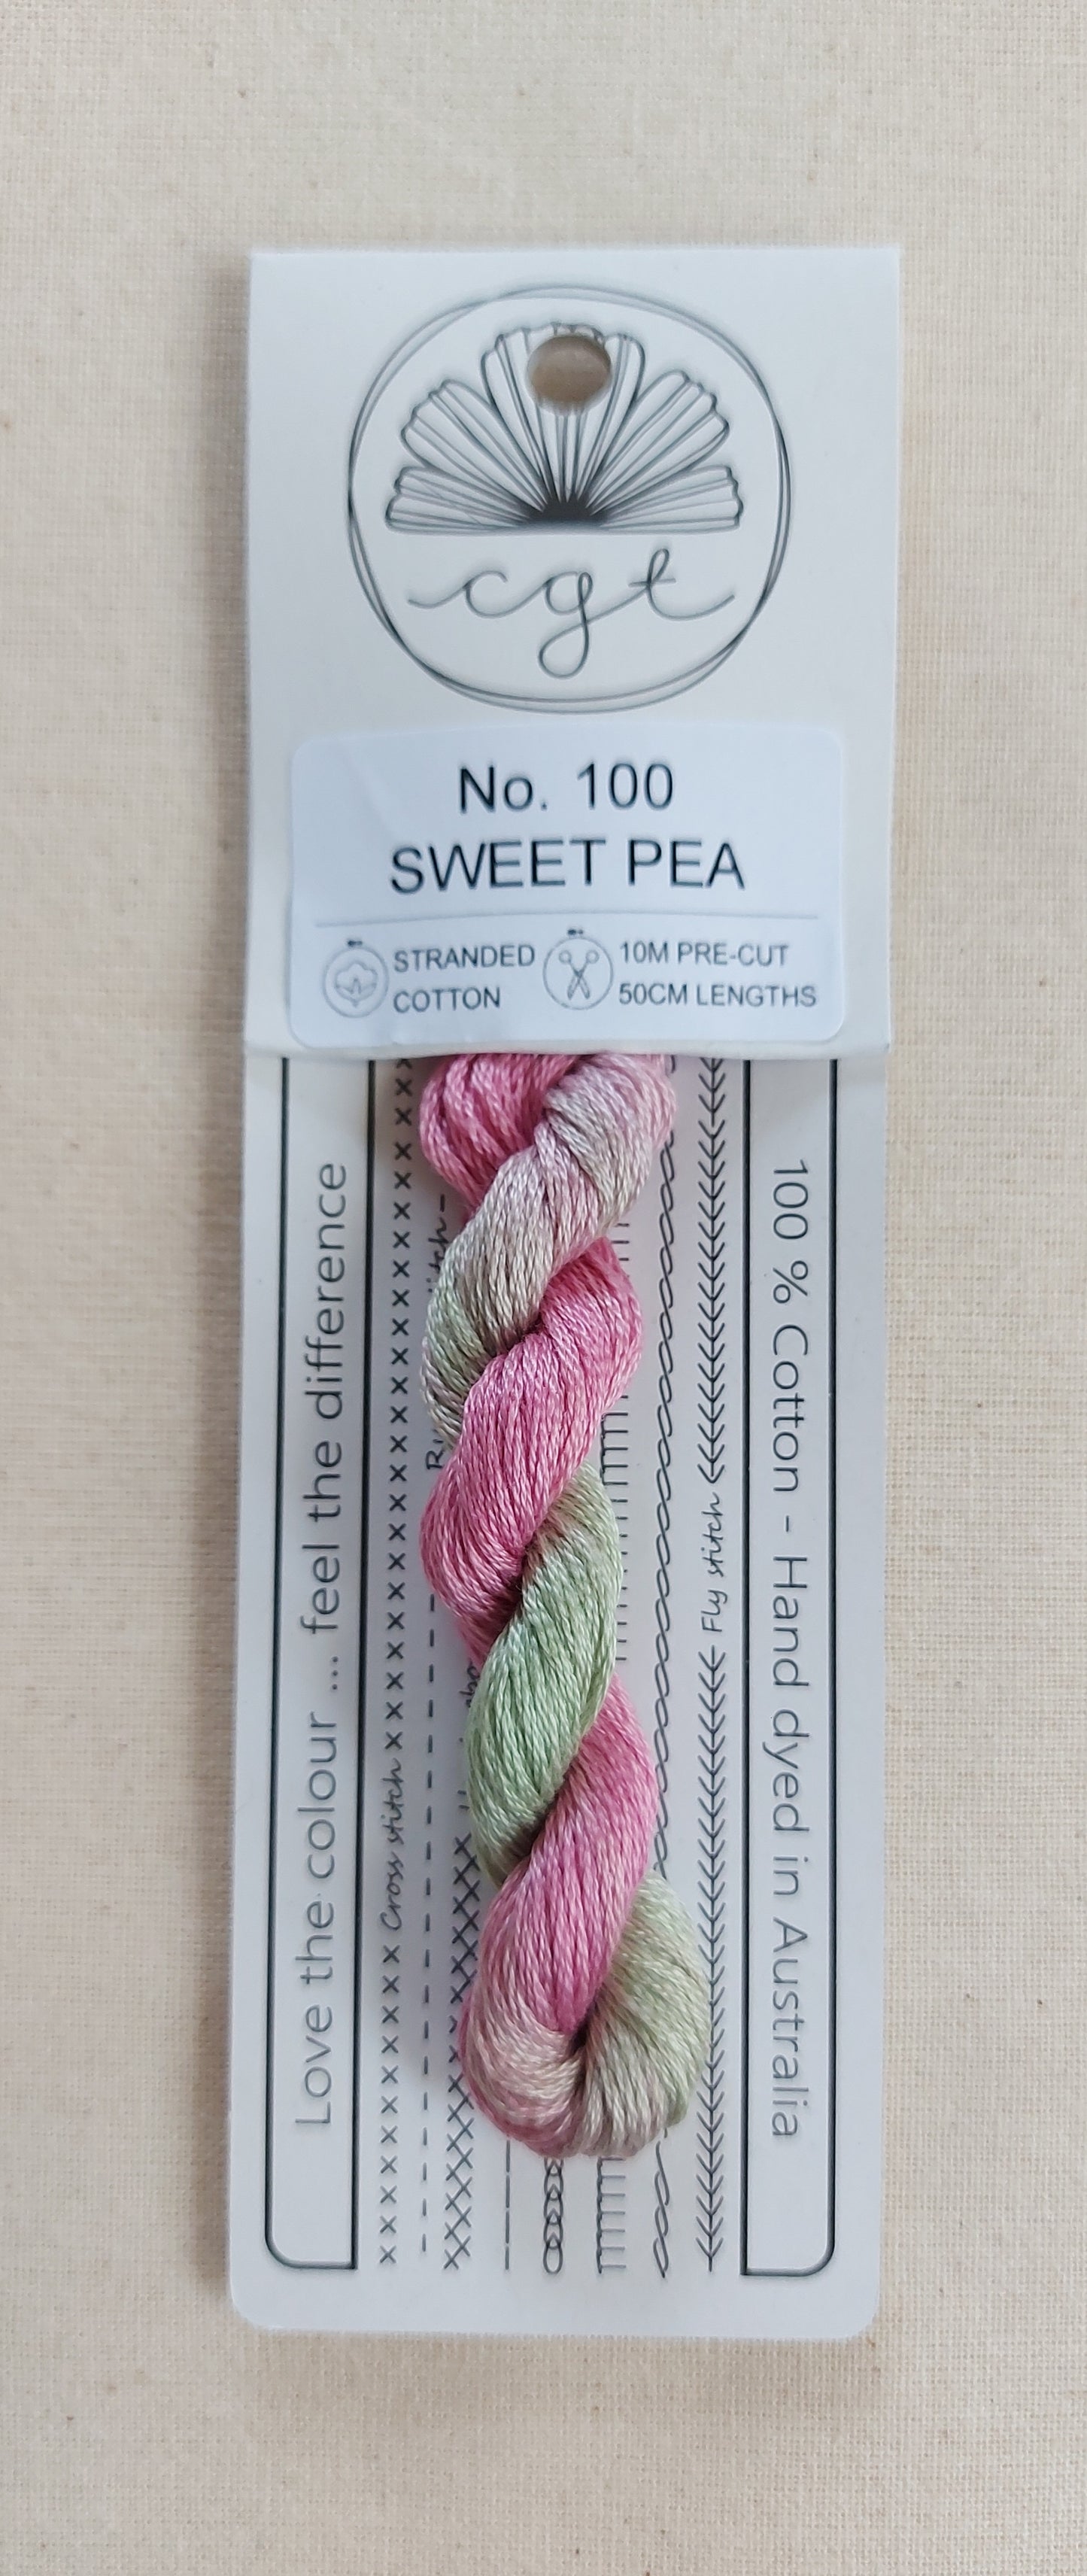 cgt
No. 100
SWEET PEA
STRANDED
COTTON
10M PRE-CUT
50CM LENGTHS
Love the colour ... feel the difference
Cross stitch
Fly stitch
100 % Cotton - Hand dyed in Australia